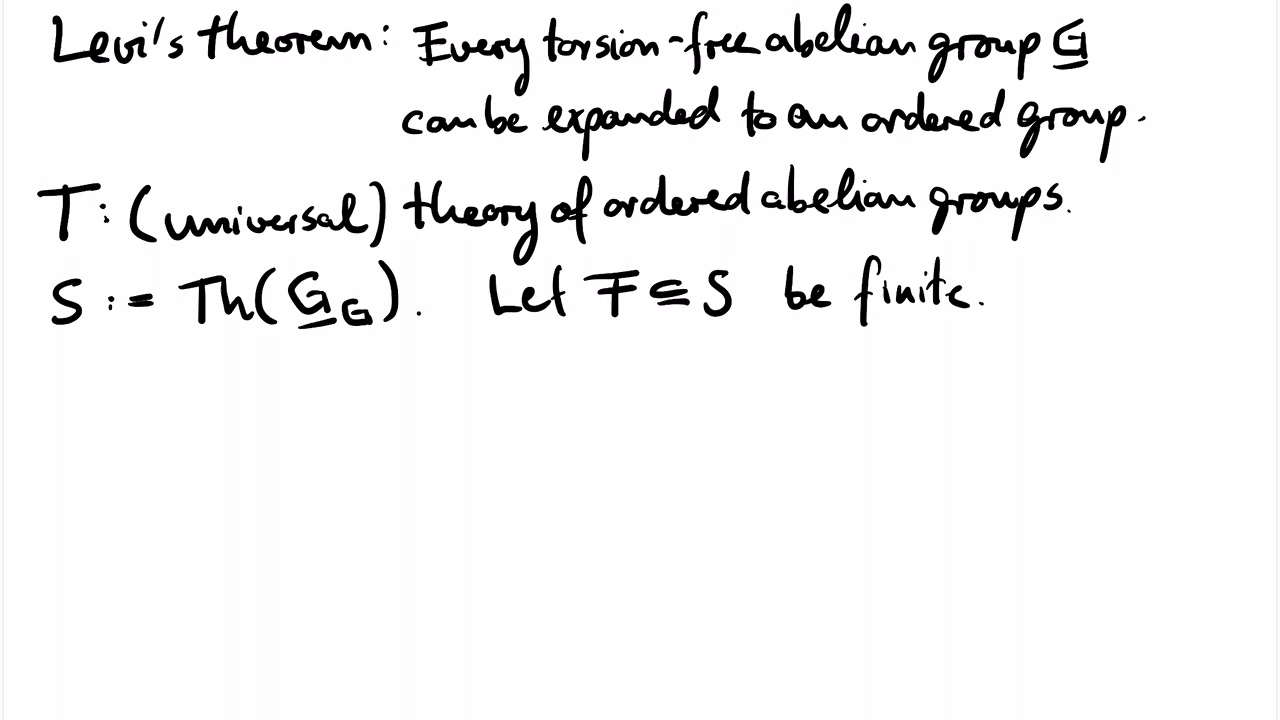 Levi's theorem: Every torsion-free abelian group G̲
can be expanded to an ordered group.
T: (universal) theory of ordered abelian groups.
S := Th(G̲_G). Let F ⊆ S be finite.